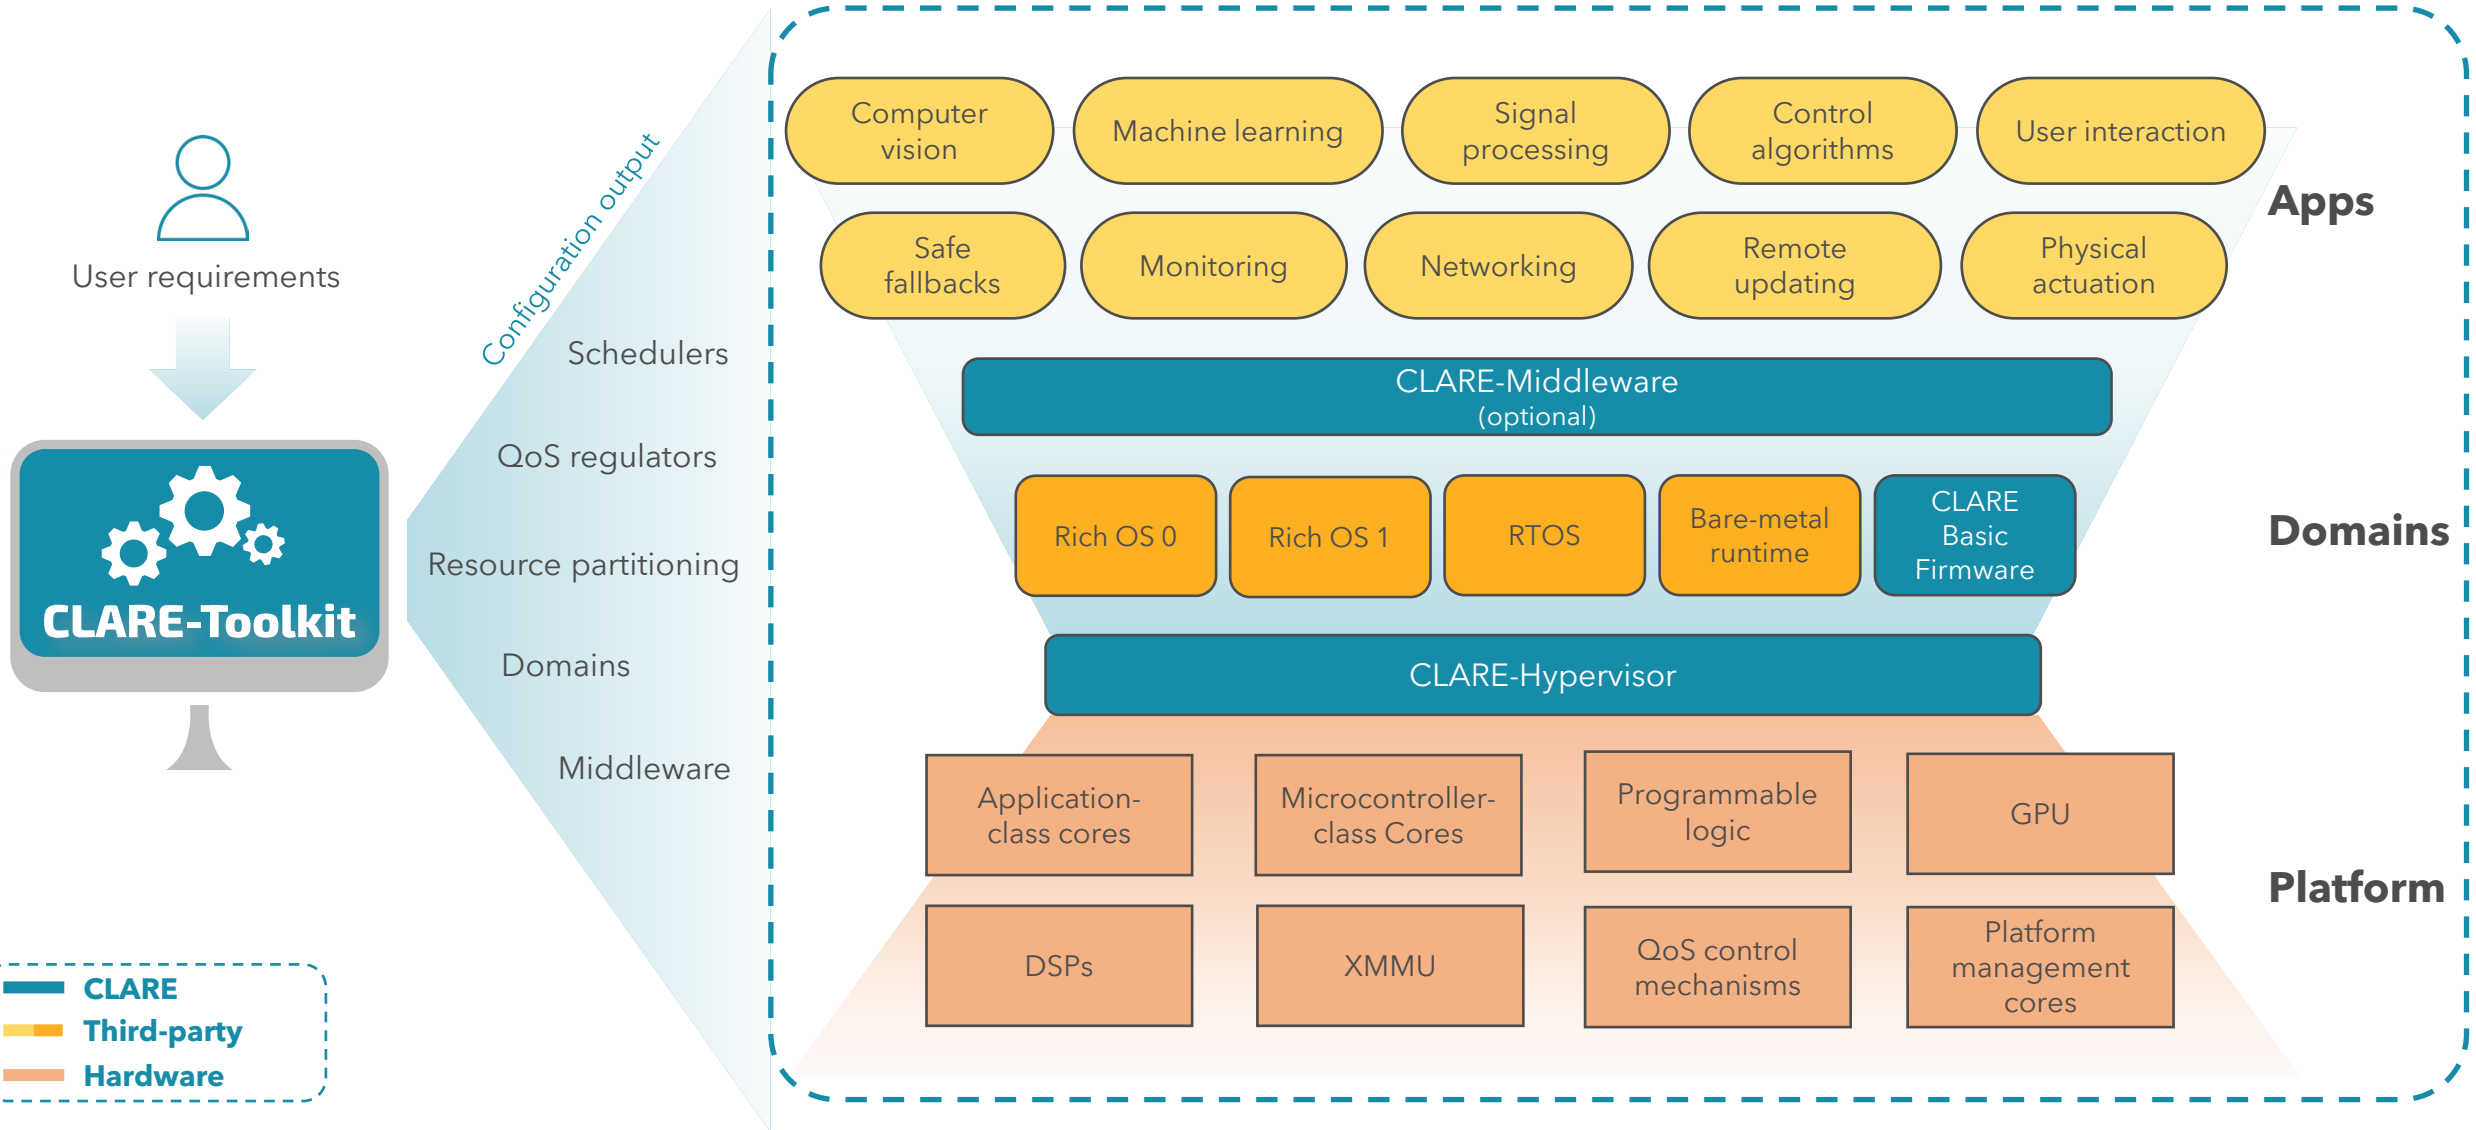 User requirements
CLARE-Toolkit
Configuration output
Schedulers
QoS regulators
Resource partitioning
Domains
Middleware
Computer
vision
Machine learning
Signal
processing
Control
algorithms
User interaction
Safe
fallbacks
Monitoring
Networking
Remote
updating
Physical
actuation
Apps
CLARE-Middleware
(optional)
Rich OS 0
Rich OS 1
RTOS
Bare-metal
runtime
CLARE
Basic
Firmware
Domains
CLARE-Hypervisor
Application-
class cores
Microcontroller-
class Cores
Programmable
logic
GPU
DSPs
XMMU
QoS control
mechanisms
Platform
management
cores
Platform
CLARE
Third-party
Hardware